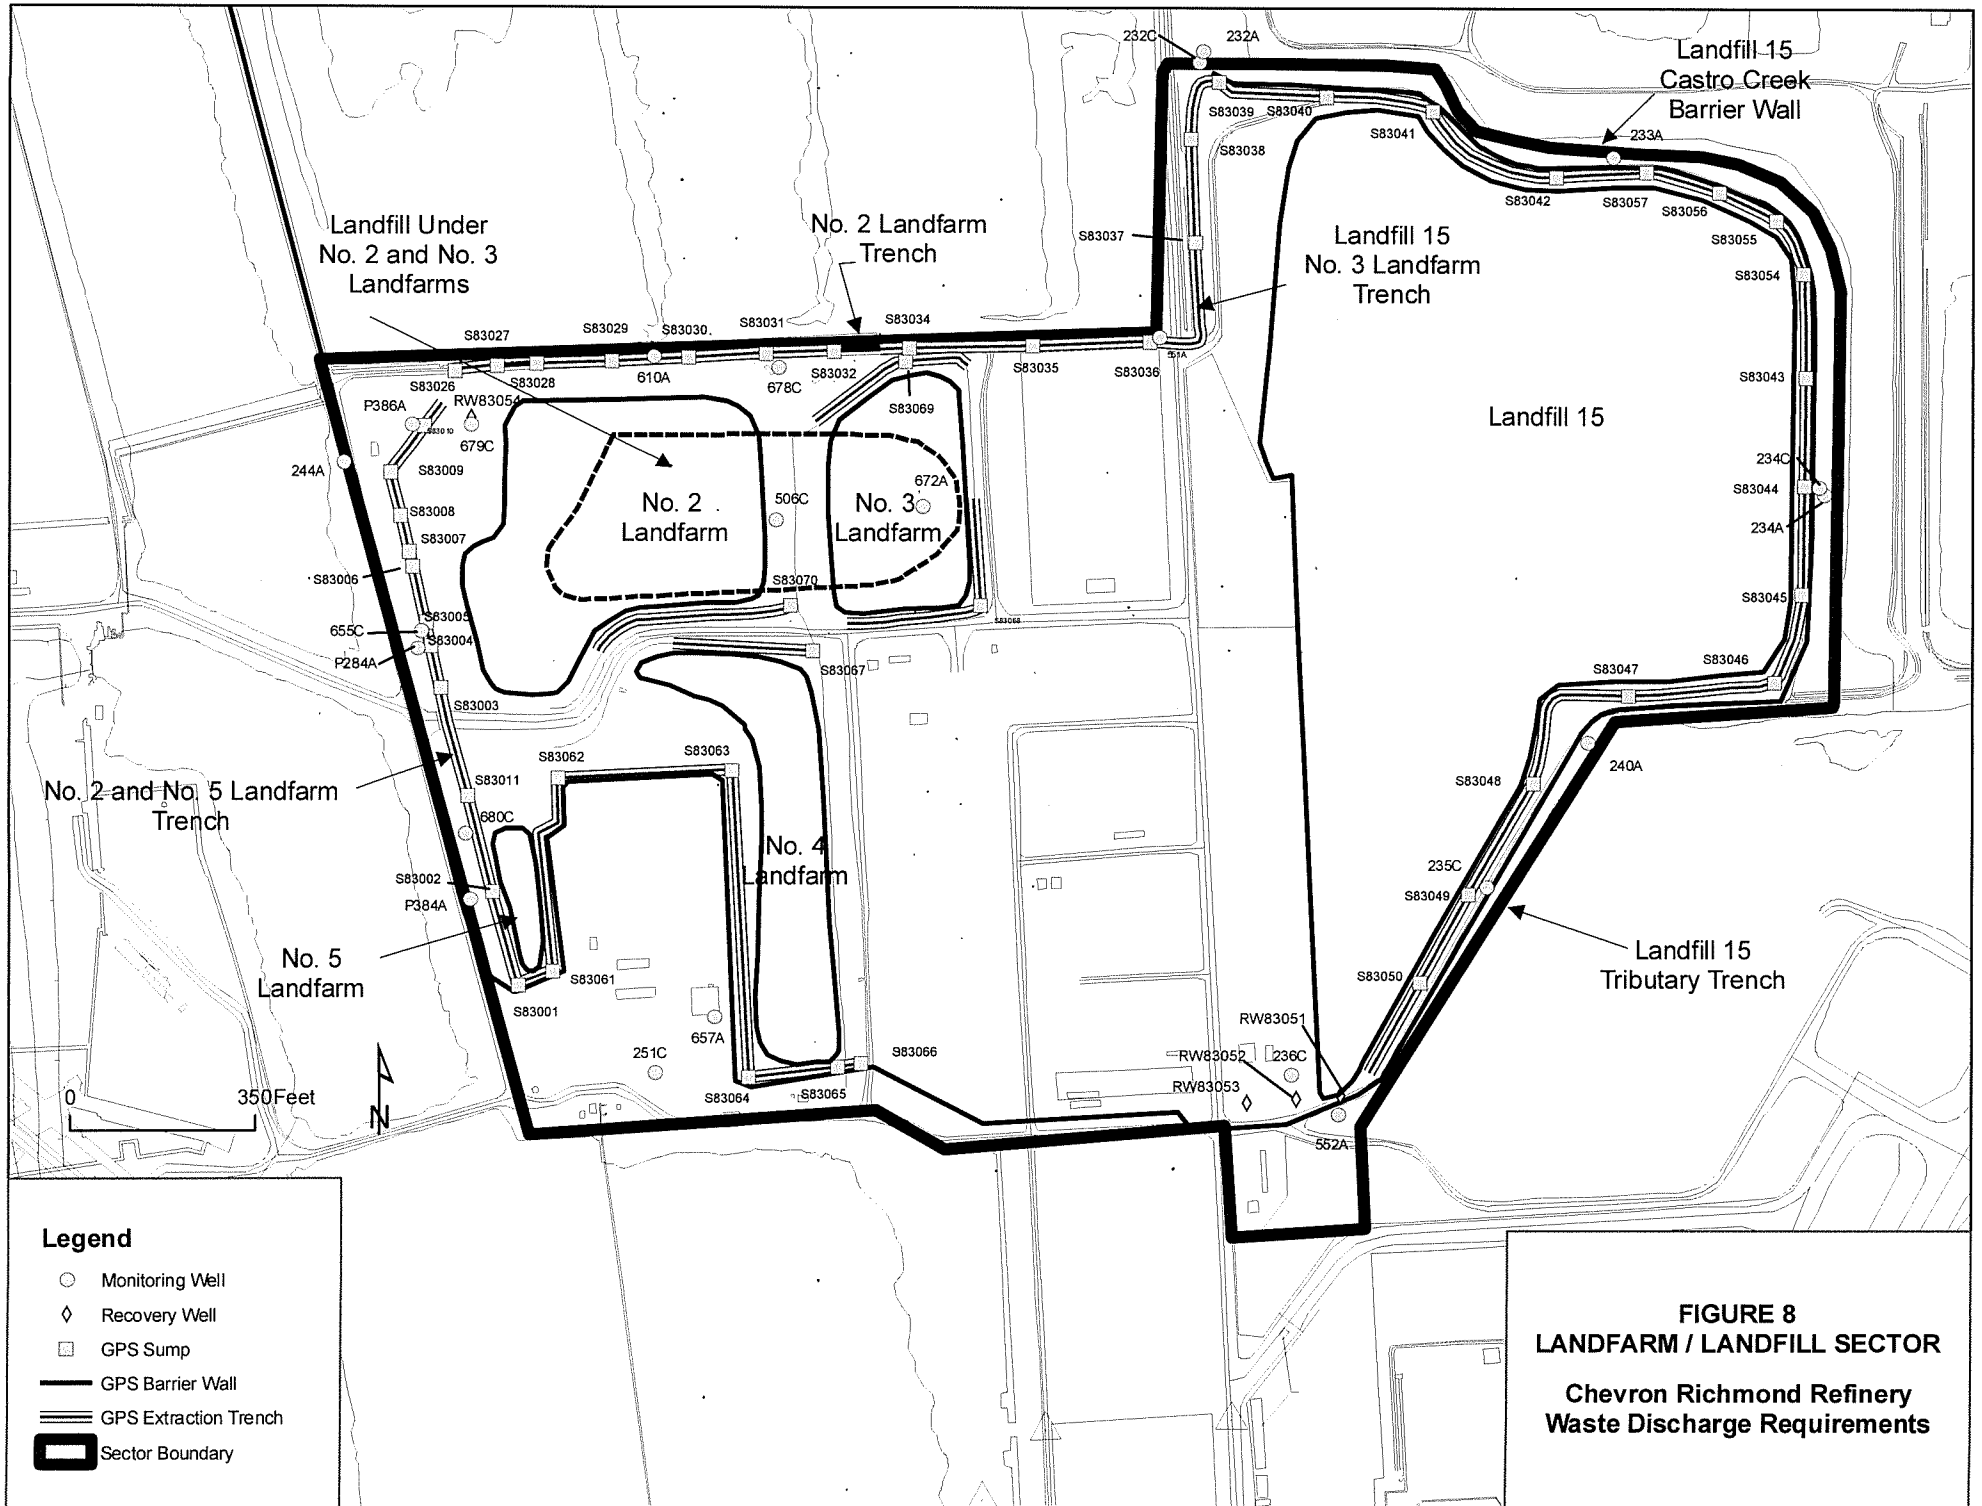 232C
232A
Landfill 15
Castro Creek
Barrier Wall
233A
S83039
S83040
S83041
S83038
S83042
S83057
S83056
S83055
S83054
S83037
Landfill 15
No. 3 Landfarm
Trench
Landfill Under
No. 2 and No. 3
Landfarms
No. 2 Landfarm
Trench
S83027
S83029
S83030
S83031
S83034
S83026
S83028
610A
678C
S83032
S83035
S83036
551A
S83069
P386A
RW83054
S83010
679C
244A
S83009
S83008
S83007
S83006
S83005
655C
S83004
P284A
S83003
No. 2
Landfarm
506C
672A
No. 3
Landfarm
S83070
S83068
S83067
Landfill 15
S83043
234C
S83044
234A
S83045
S83047
S83046
240A
S83048
235C
S83049
S83050
Landfill 15
Tributary Trench
S83062
S83063
S83011
No. 2 and No. 5 Landfarm
Trench
680C
S83002
P384A
No. 4
Landfarm
No. 5
Landfarm
S83061
S83001
657A
251C
S83066
S83064
S83065
RW83051
RW83052
236C
RW83053
552A
0
350 Feet
N
Legend
Monitoring Well
Recovery Well
GPS Sump
GPS Barrier Wall
GPS Extraction Trench
Sector Boundary
FIGURE 8
LANDFARM / LANDFILL SECTOR
Chevron Richmond Refinery
Waste Discharge Requirements